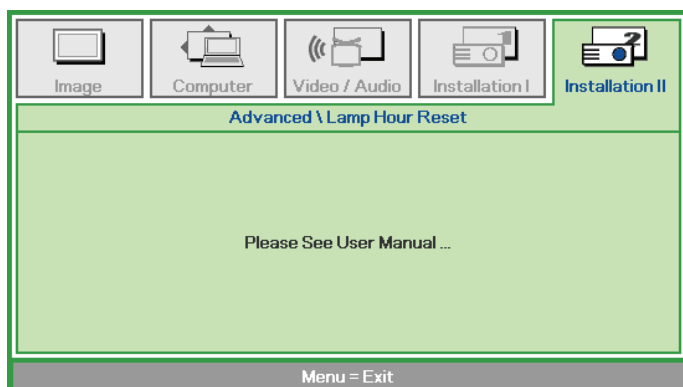 Image
Computer
Video / Audio
Installation I
Installation II
Advanced \ Lamp Hour Reset
Please See User Manual ...
Menu = Exit